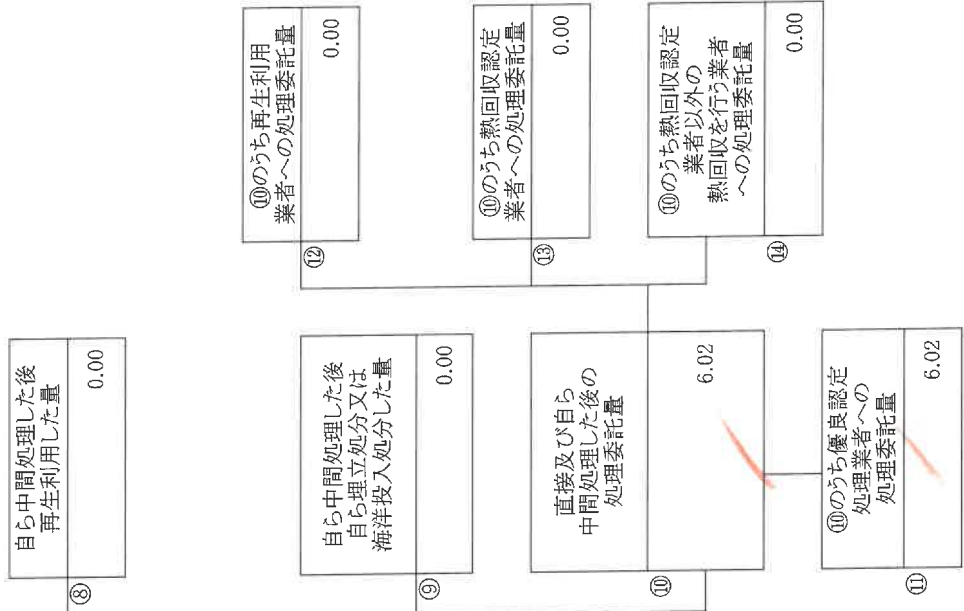 ⑧
自ら中間処理した後
再生利用した量
0.00
⑨
自ら中間処理した後
自ら埋立処分又は
海洋投入処分した量
0.00
⑩
直接及び自ら
中間処理した後の
処理委託量
6.02
⑪
⑩のうち優良認定
処理業者への
処理委託量
6.02
⑫
⑩のうち再生利用
業者への処理委託量
0.00
⑬
⑩のうち熱回収認定
業者への処理委託量
0.00
⑭
⑩のうち熱回収認定
業者以外の
熱回収を行う業者
への処理委託量
0.00